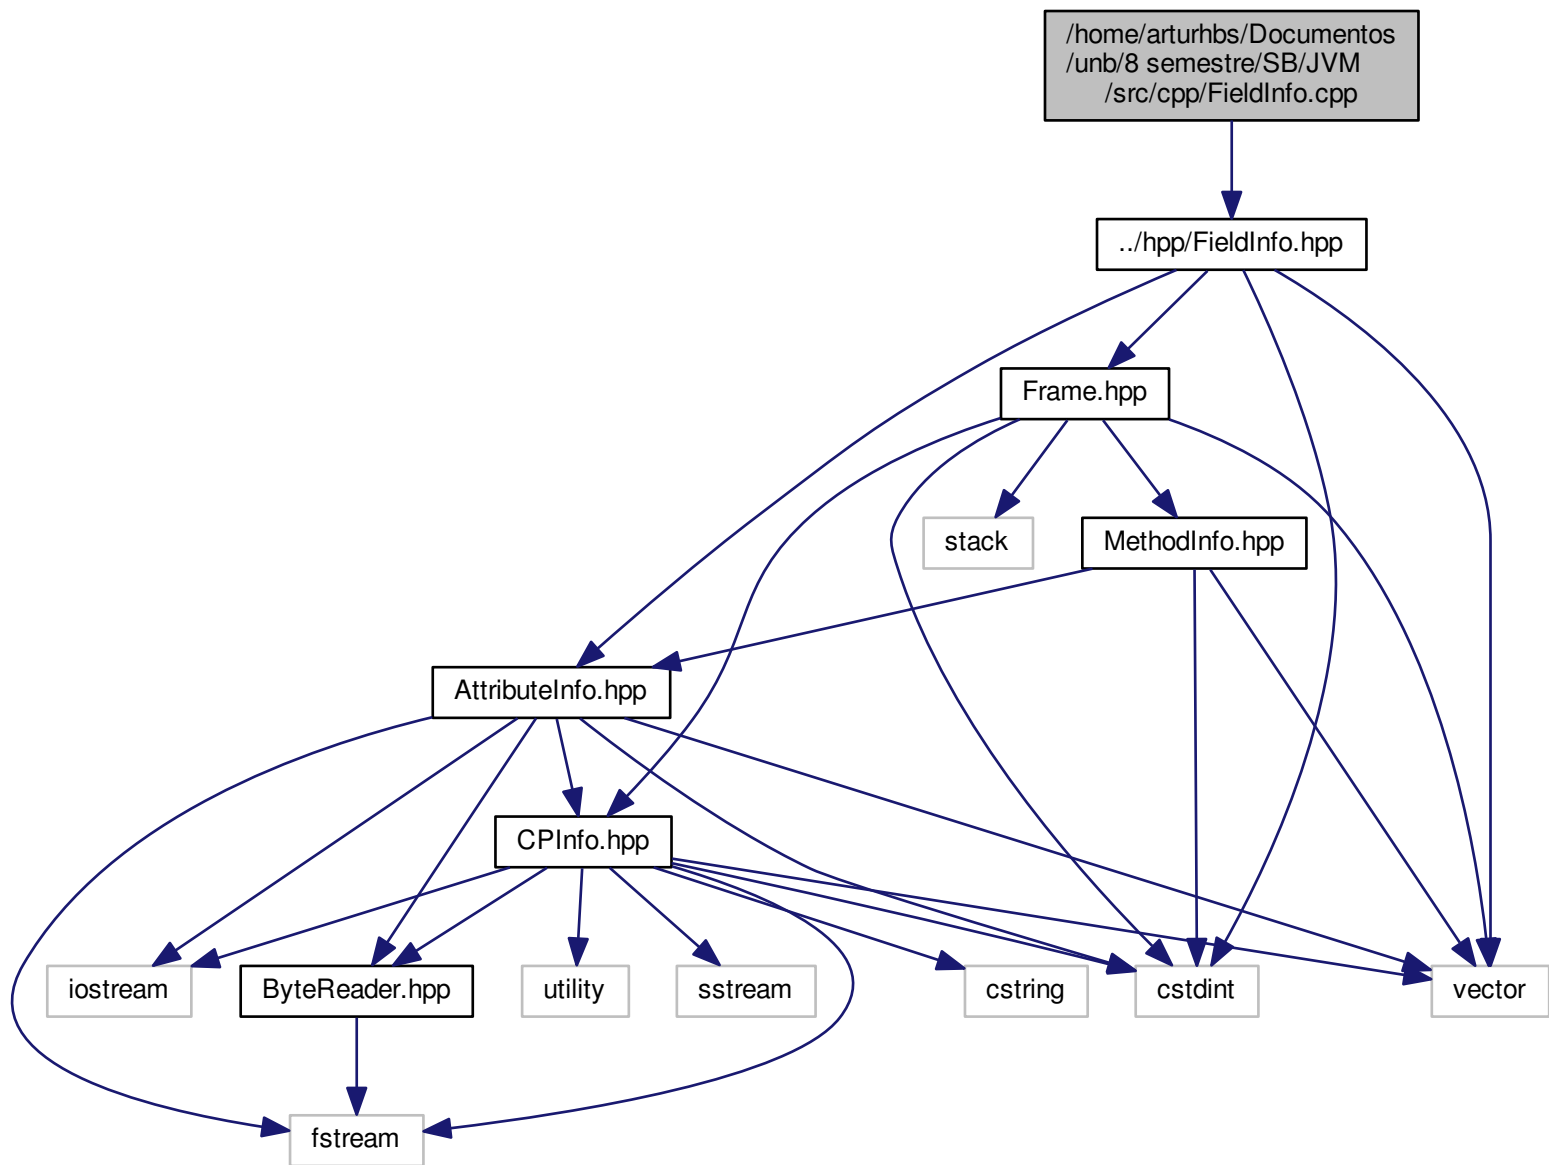 /home/arturhbs/Documentos
/unb/8 semestre/SB/JVM
/src/cpp/FieldInfo.cpp
../hpp/FieldInfo.hpp
Frame.hpp
stack
MethodInfo.hpp
AttributeInfo.hpp
CPInfo.hpp
iostream
ByteReader.hpp
utility
sstream
cstring
cstdint
vector
fstream